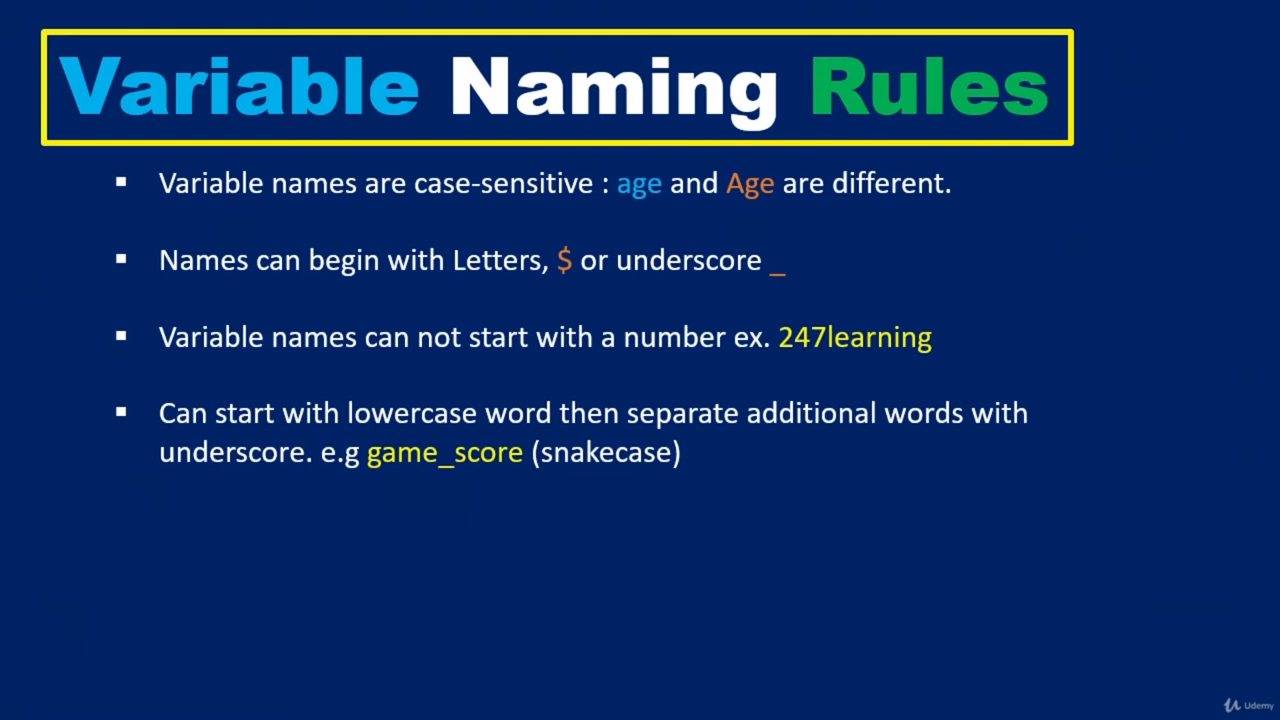 Variable Naming Rules
▪ Variable names are case-sensitive : age and Age are different.
▪ Names can begin with Letters, $ or underscore _
▪ Variable names can not start with a number ex. 247learning
▪ Can start with lowercase word then separate additional words with
underscore. e.g game_score (snakecase)
Udemy